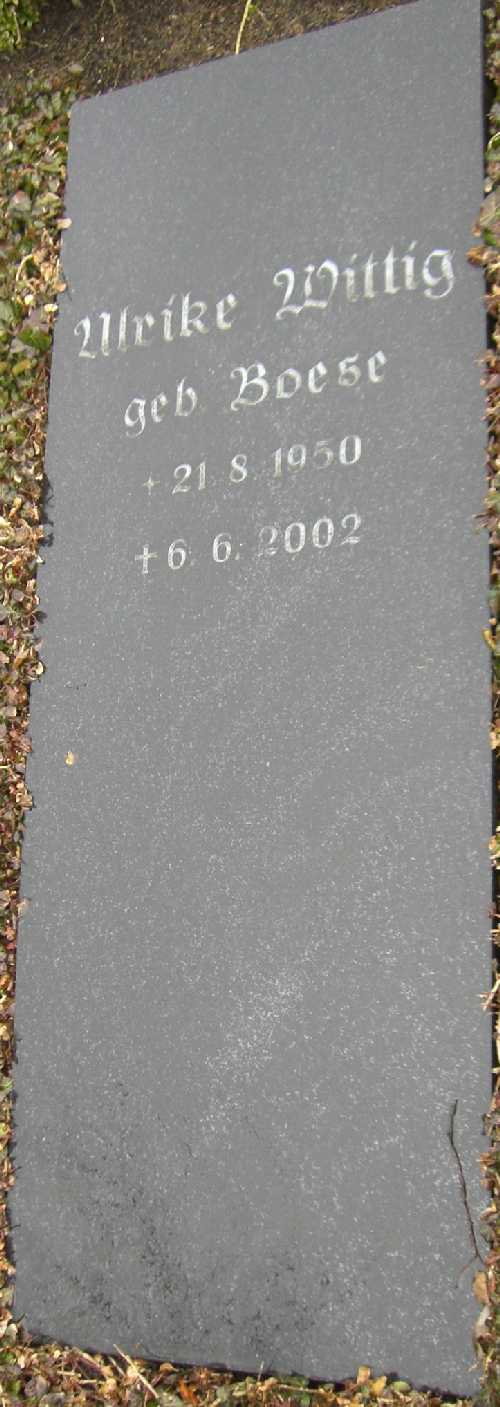 Ulrike Wittig
geb. Boese
* 21. 8. 1950
† 6. 6. 2002